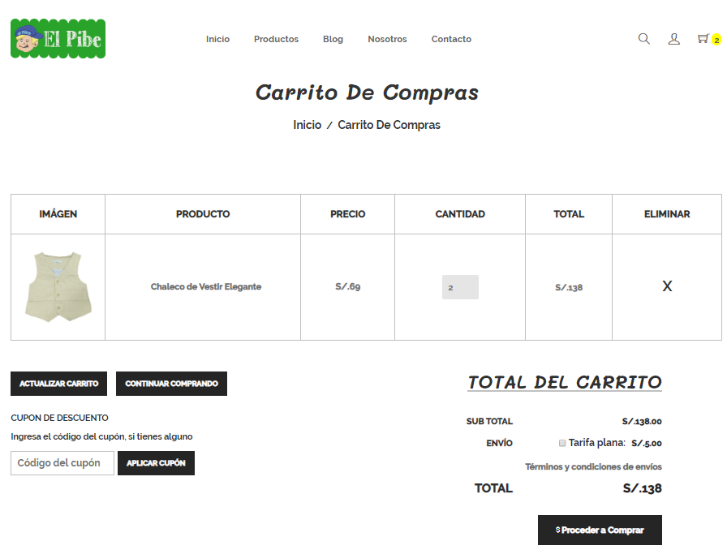 El Pibe
Inicio Productos Blog Nosotros Contacto
2
Carrito De Compras
Inicio / Carrito De Compras
IMÁGEN PRODUCTO PRECIO CANTIDAD TOTAL ELIMINAR
Chaleco de Vestir Elegante S/.69 2 S/.138 X
ACTUALIZAR CARRITO CONTINUAR COMPRANDO
CUPON DE DESCUENTO
Ingresa el código del cupón, si tienes alguno
Código del cupón APLICAR CUPÓN
TOTAL DEL CARRITO
SUB TOTAL S/.138.00
ENVÍO Tarifa plana: S/.5.00
Términos y condiciones de envíos
TOTAL S/.138
$ Proceder a Comprar